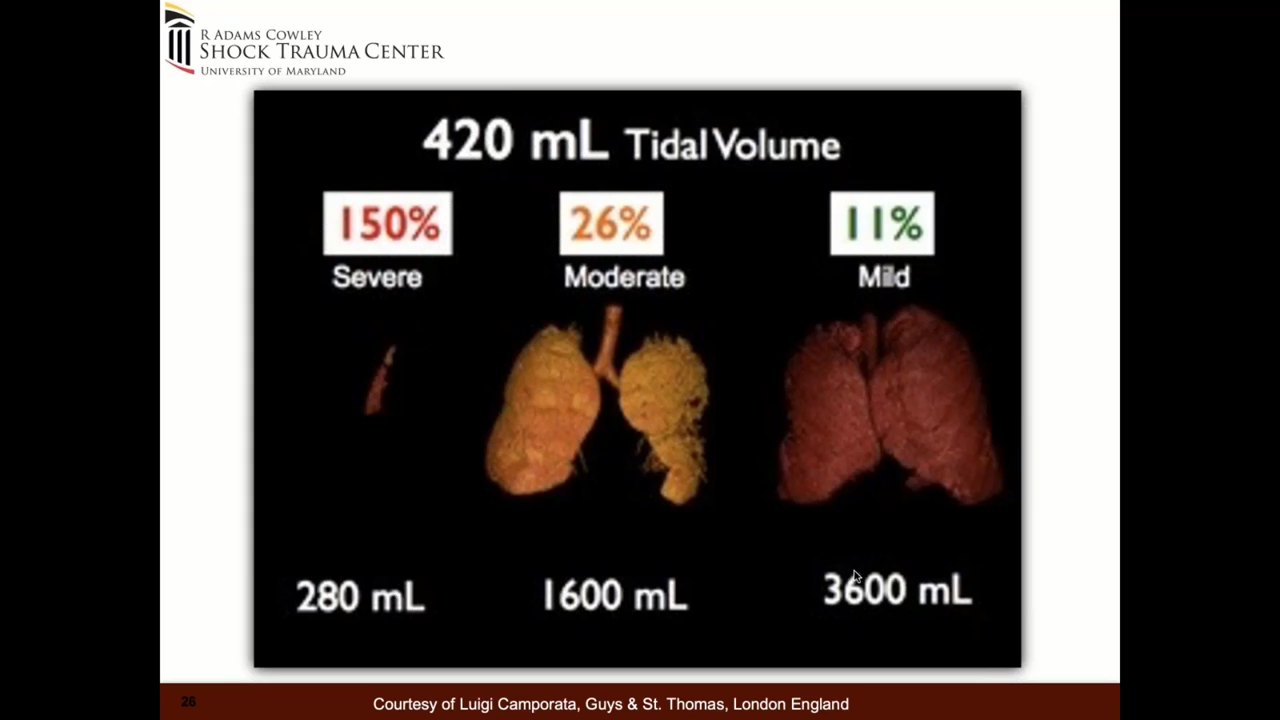 R ADAMS COWLEY
SHOCK TRAUMA CENTER
UNIVERSITY OF MARYLAND
420 mL Tidal Volume
150% 26% 11%
Severe Moderate Mild
280 mL 1600 mL 3600 mL
26
Courtesy of Luigi Camporata, Guys & St. Thomas, London England